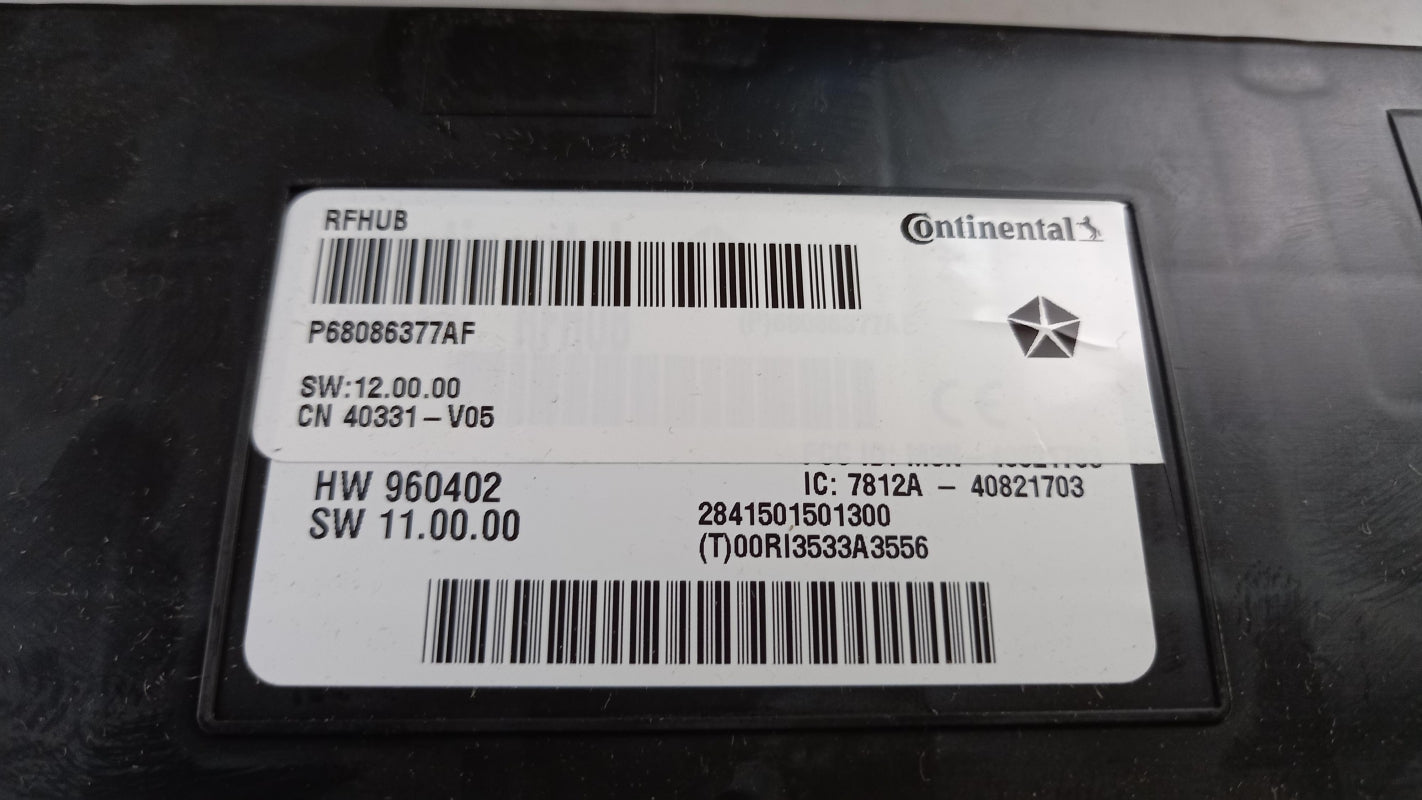 RFHUB
Continental
P68086377AF
SW:12.00.00
CN 40331-V05
HW 960402
SW 11.00.00
IC: 7812A - 40821703
2841501501300
(T)00RI3533A3556